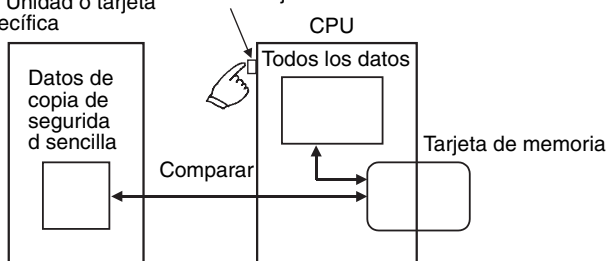 Unidad o tarjeta
ecífica
CPU
Todos los datos
Datos de
copia de
segurida
d sencilla
Tarjeta de memoria
Comparar